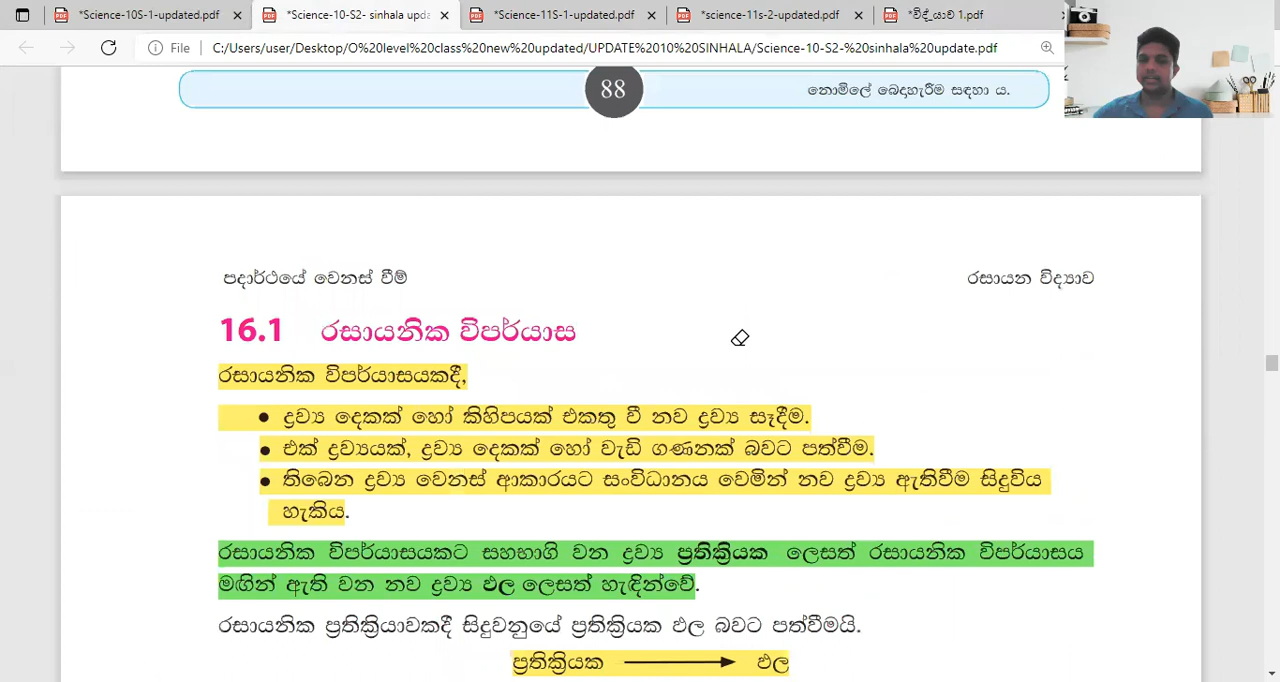 *Science-10S-1-updated.pdf
*Science-10-S2- sinhala upda
*Science-11S-1-updated.pdf
*science-11s-2-updated.pdf
File
C:/Users/user/Desktop/O%20level%20class%20new%20updated/UPDATE%2010%20SINHALA/Science-10-S2-%20sinhala%20update.pdf
88
නොමිලේ බෙදාහැරීම සඳහා ය.
පදාර්ථයේ වෙනස් වීම්
රසායන විද්‍යාව
16.1 රසායනික විපර්යාස
රසායනික විපර්යාසයකදී,
● ද්‍රව්‍ය දෙකක් හෝ කිහිපයක් එකතු වී නව ද්‍රව්‍ය සෑදීම.
● එක් ද්‍රව්‍යයක්, ද්‍රව්‍ය දෙකක් හෝ වැඩි ගණනක් බවට පත්වීම.
● තිබෙන ද්‍රව්‍ය වෙනස් ආකාරයට සංවිධානය වෙමින් නව ද්‍රව්‍ය ඇතිවීම සිදුවිය
හැකිය.
රසායනික විපර්යාසයකට සහභාගි වන ද්‍රව්‍ය ප්‍රතික්‍රියක ලෙසත් රසායනික විපර්යාසය
මඟින් ඇති වන නව ද්‍රව්‍ය ඵල ලෙසත් හැඳින්වේ.
රසායනික ප්‍රතික්‍රියාවකදී සිදුවනුයේ ප්‍රතික්‍රියක ඵල බවට පත්වීමයි.
ප්‍රතික්‍රියක ⟶ ඵල